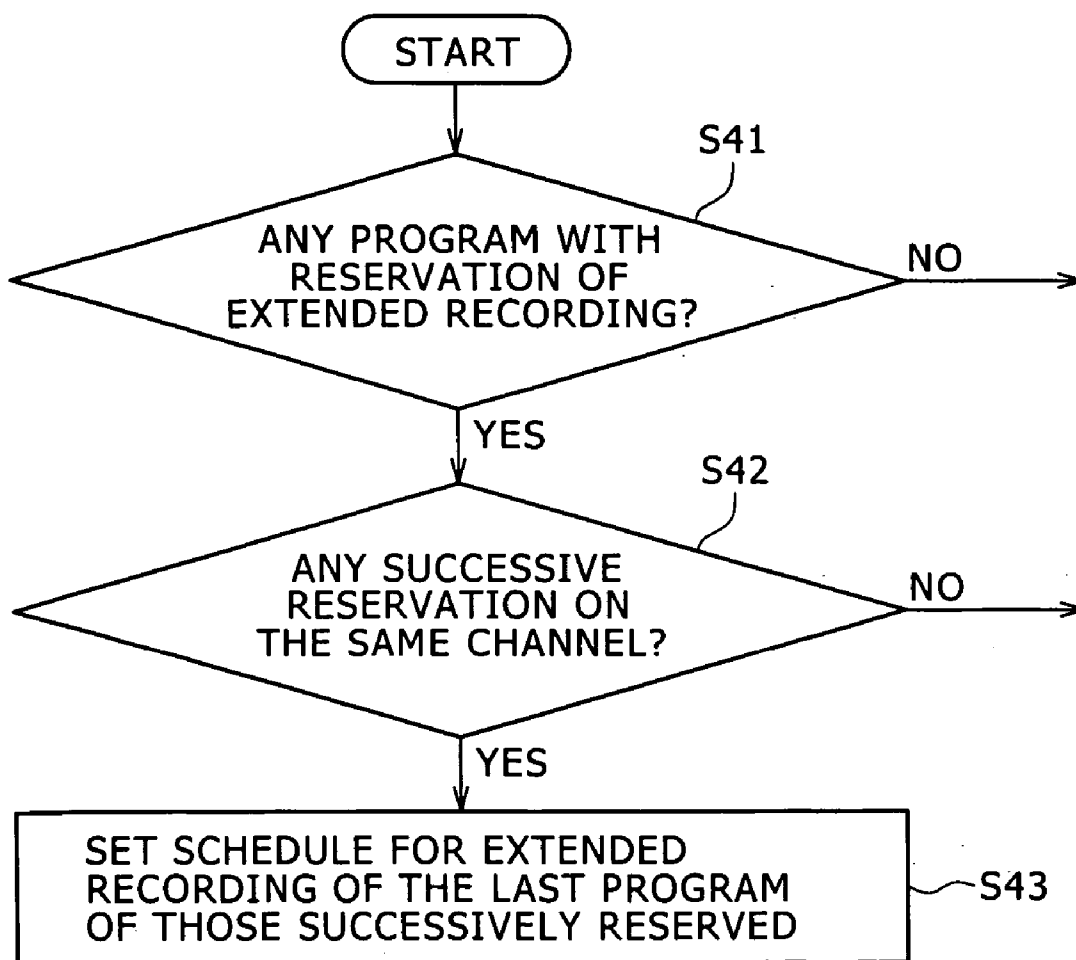 START
S41
ANY PROGRAM WITH
RESERVATION OF
EXTENDED RECORDING?
NO
YES
S42
ANY SUCCESSIVE
RESERVATION ON
THE SAME CHANNEL?
NO
YES
SET SCHEDULE FOR EXTENDED
RECORDING OF THE LAST PROGRAM
OF THOSE SUCCESSIVELY RESERVED
S43